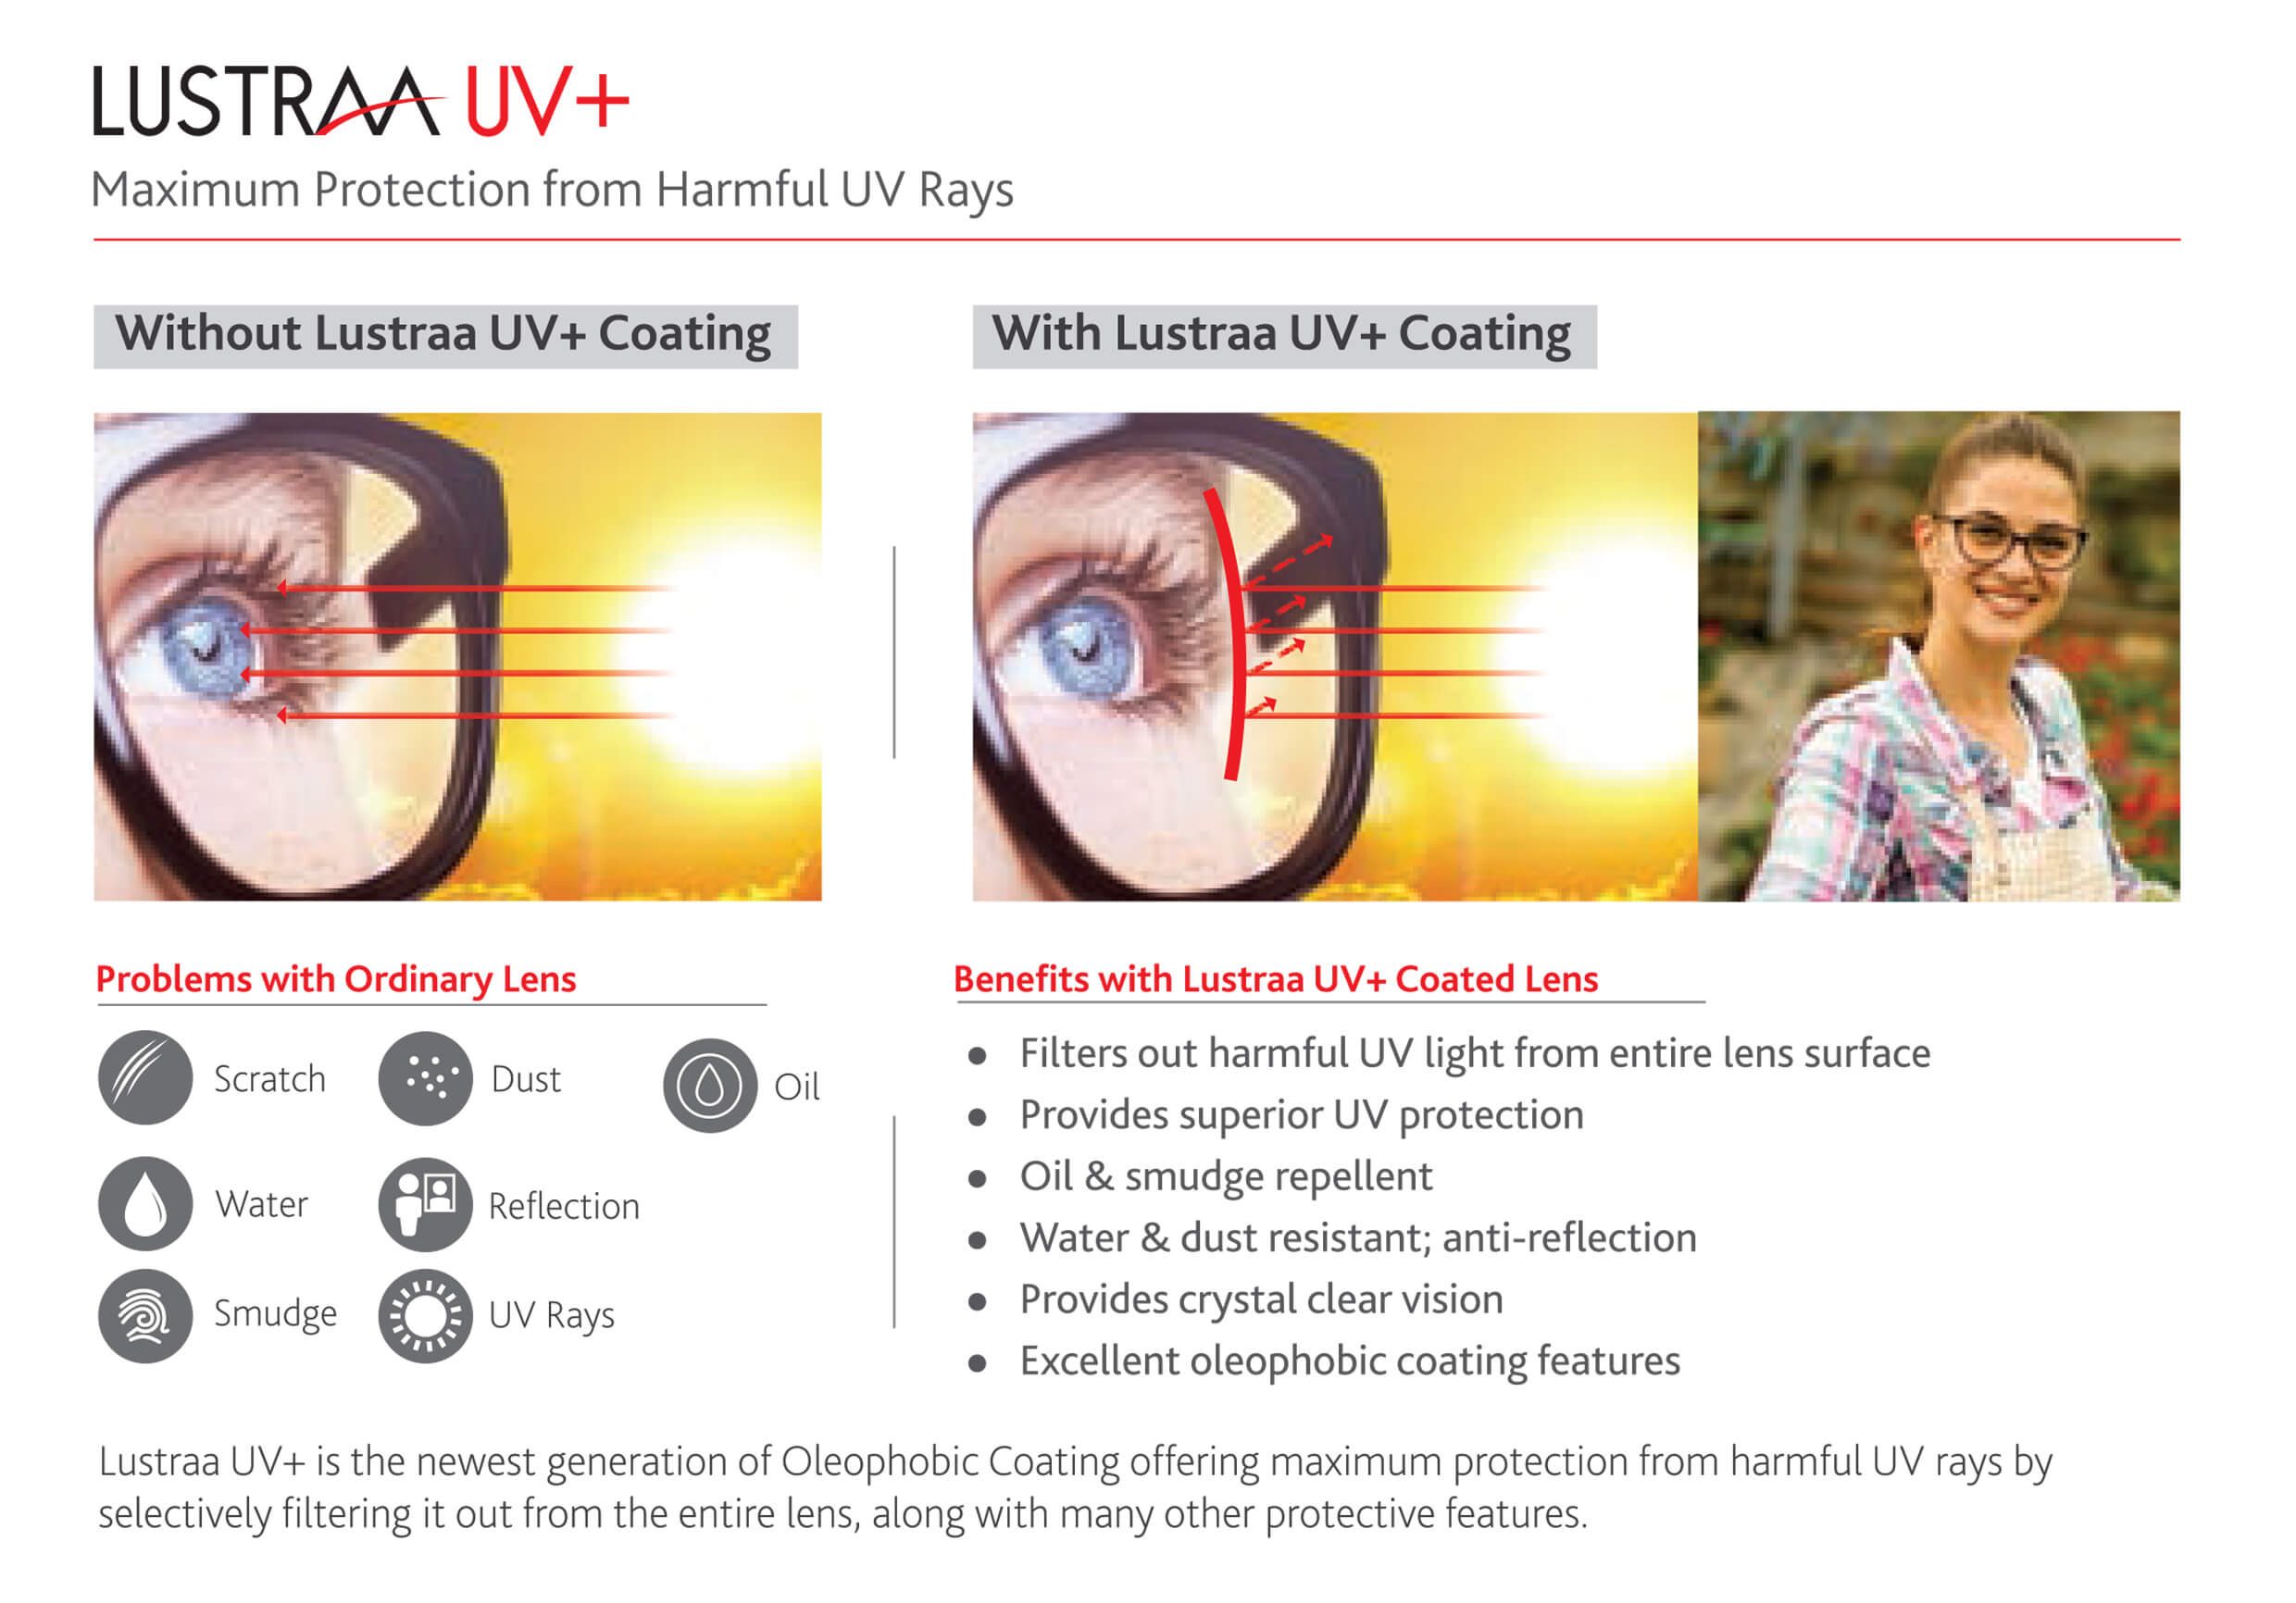 LUSTRAA UV+
Maximum Protection from Harmful UV Rays
Without Lustraa UV+ Coating
With Lustraa UV+ Coating
Problems with Ordinary Lens
Scratch
Dust
Oil
Water
Reflection
Smudge
UV Rays
Benefits with Lustraa UV+ Coated Lens
● Filters out harmful UV light from entire lens surface
● Provides superior UV protection
● Oil & smudge repellent
● Water & dust resistant; anti-reflection
● Provides crystal clear vision
● Excellent oleophobic coating features
Lustraa UV+ is the newest generation of Oleophobic Coating offering maximum protection from harmful UV rays by
selectively filtering it out from the entire lens, along with many other protective features.